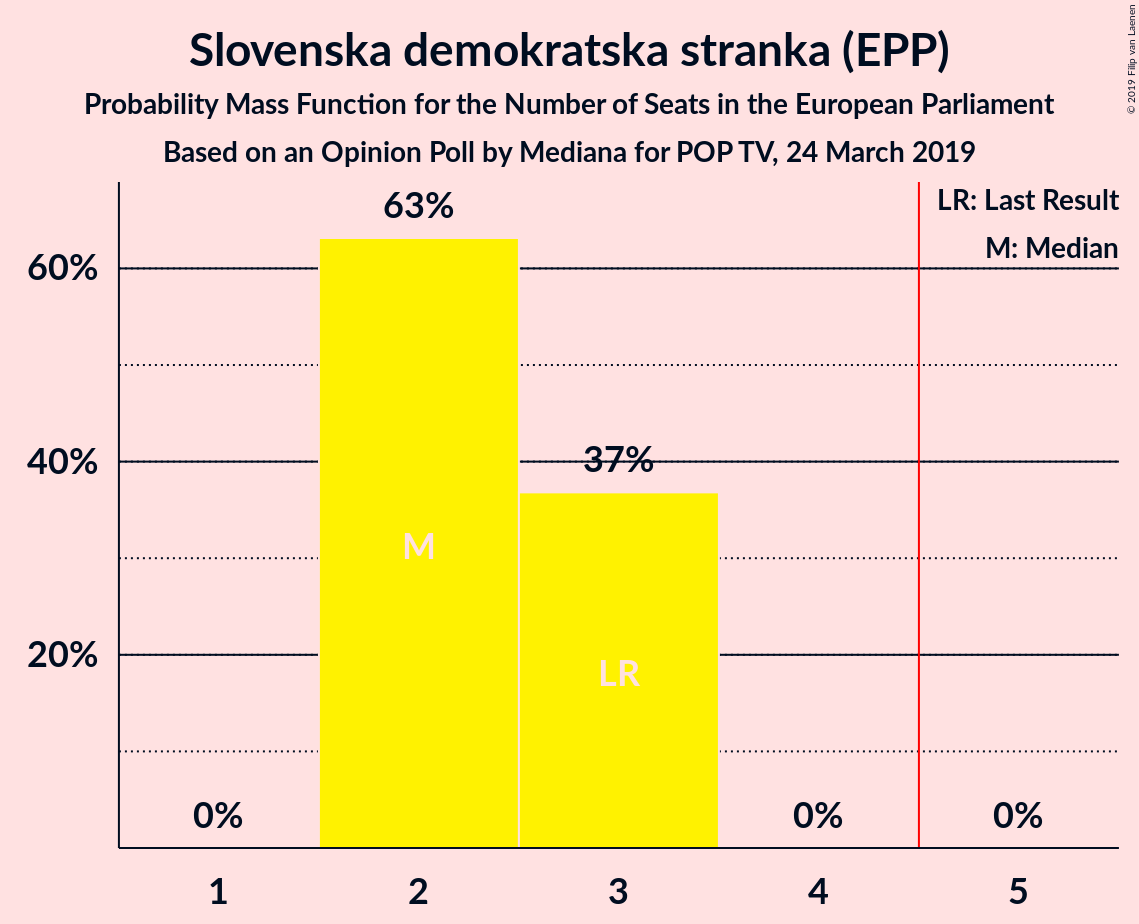 Slovenska demokratska stranka (EPP)
Probability Mass Function for the Number of Seats in the European Parliament
Based on an Opinion Poll by Mediana for POP TV, 24 March 2019
© 2019 Filip van Laenen
LR: Last Result
M: Median
63%
60%
37%
40%
M
LR
20%
0%
0%
0%
1
2
3
4
5